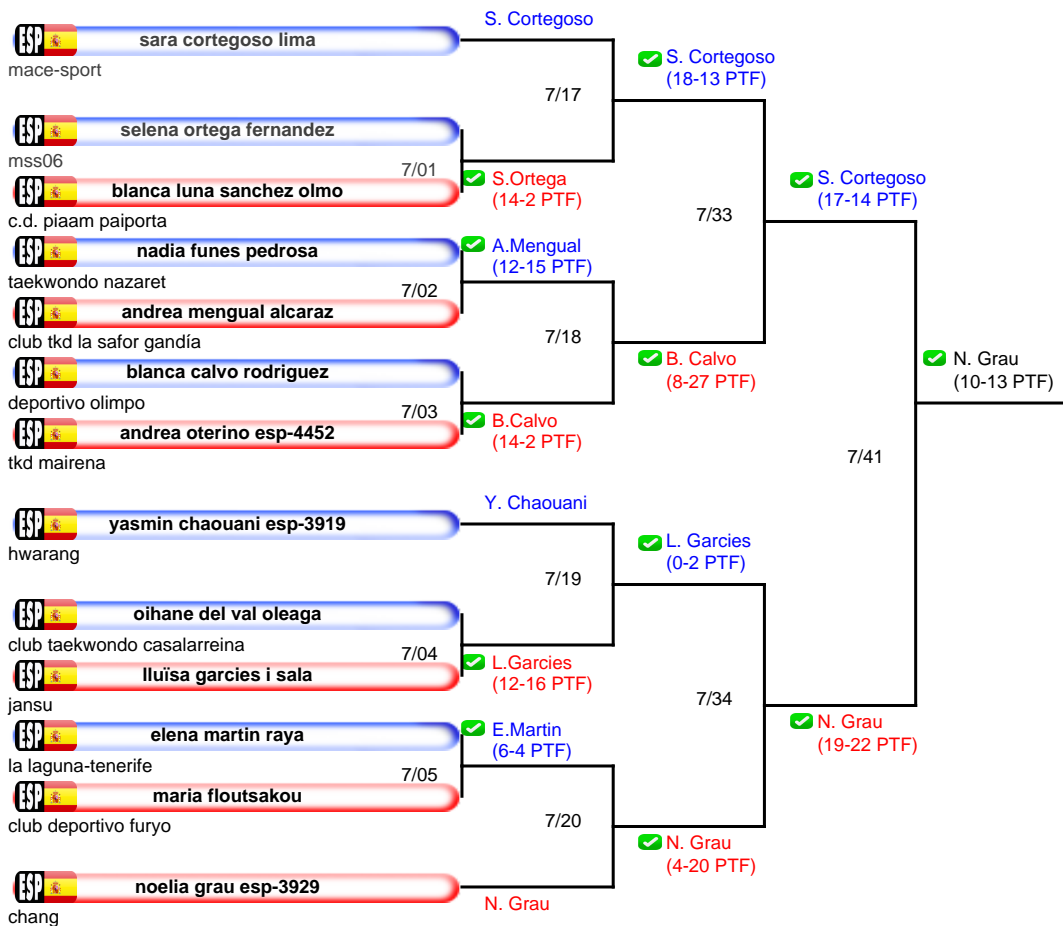 S. Cortegoso
ESP sara cortegoso lima
mace-sport
S. Cortegoso
(18-13 PTF)
7/17
ESP selena ortega fernandez
mss06
7/01
S.Ortega
(14-2 PTF)
ESP blanca luna sanchez olmo
c.d. piaam paiporta
S. Cortegoso
(17-14 PTF)
7/33
ESP nadia funes pedrosa
taekwondo nazaret
A.Mengual
(12-15 PTF)
7/02
ESP andrea mengual alcaraz
club tkd la safor gandía
7/18
B. Calvo
(8-27 PTF)
ESP blanca calvo rodriguez
deportivo olimpo
7/03
B.Calvo
(14-2 PTF)
ESP andrea oterino esp-4452
tkd mairena
N. Grau
(10-13 PTF)
7/41
Y. Chaouani
ESP yasmin chaouani esp-3919
hwarang
L. Garcies
(0-2 PTF)
7/19
ESP oihane del val oleaga
club taekwondo casalarreina
7/04
L.Garcies
(12-16 PTF)
ESP lluïsa garcies i sala
jansu
7/34
N. Grau
(19-22 PTF)
ESP elena martin raya
la laguna-tenerife
E.Martin
(6-4 PTF)
7/05
ESP maria floutsakou
club deportivo furyo
7/20
N. Grau
(4-20 PTF)
ESP noelia grau esp-3929
chang
N. Grau